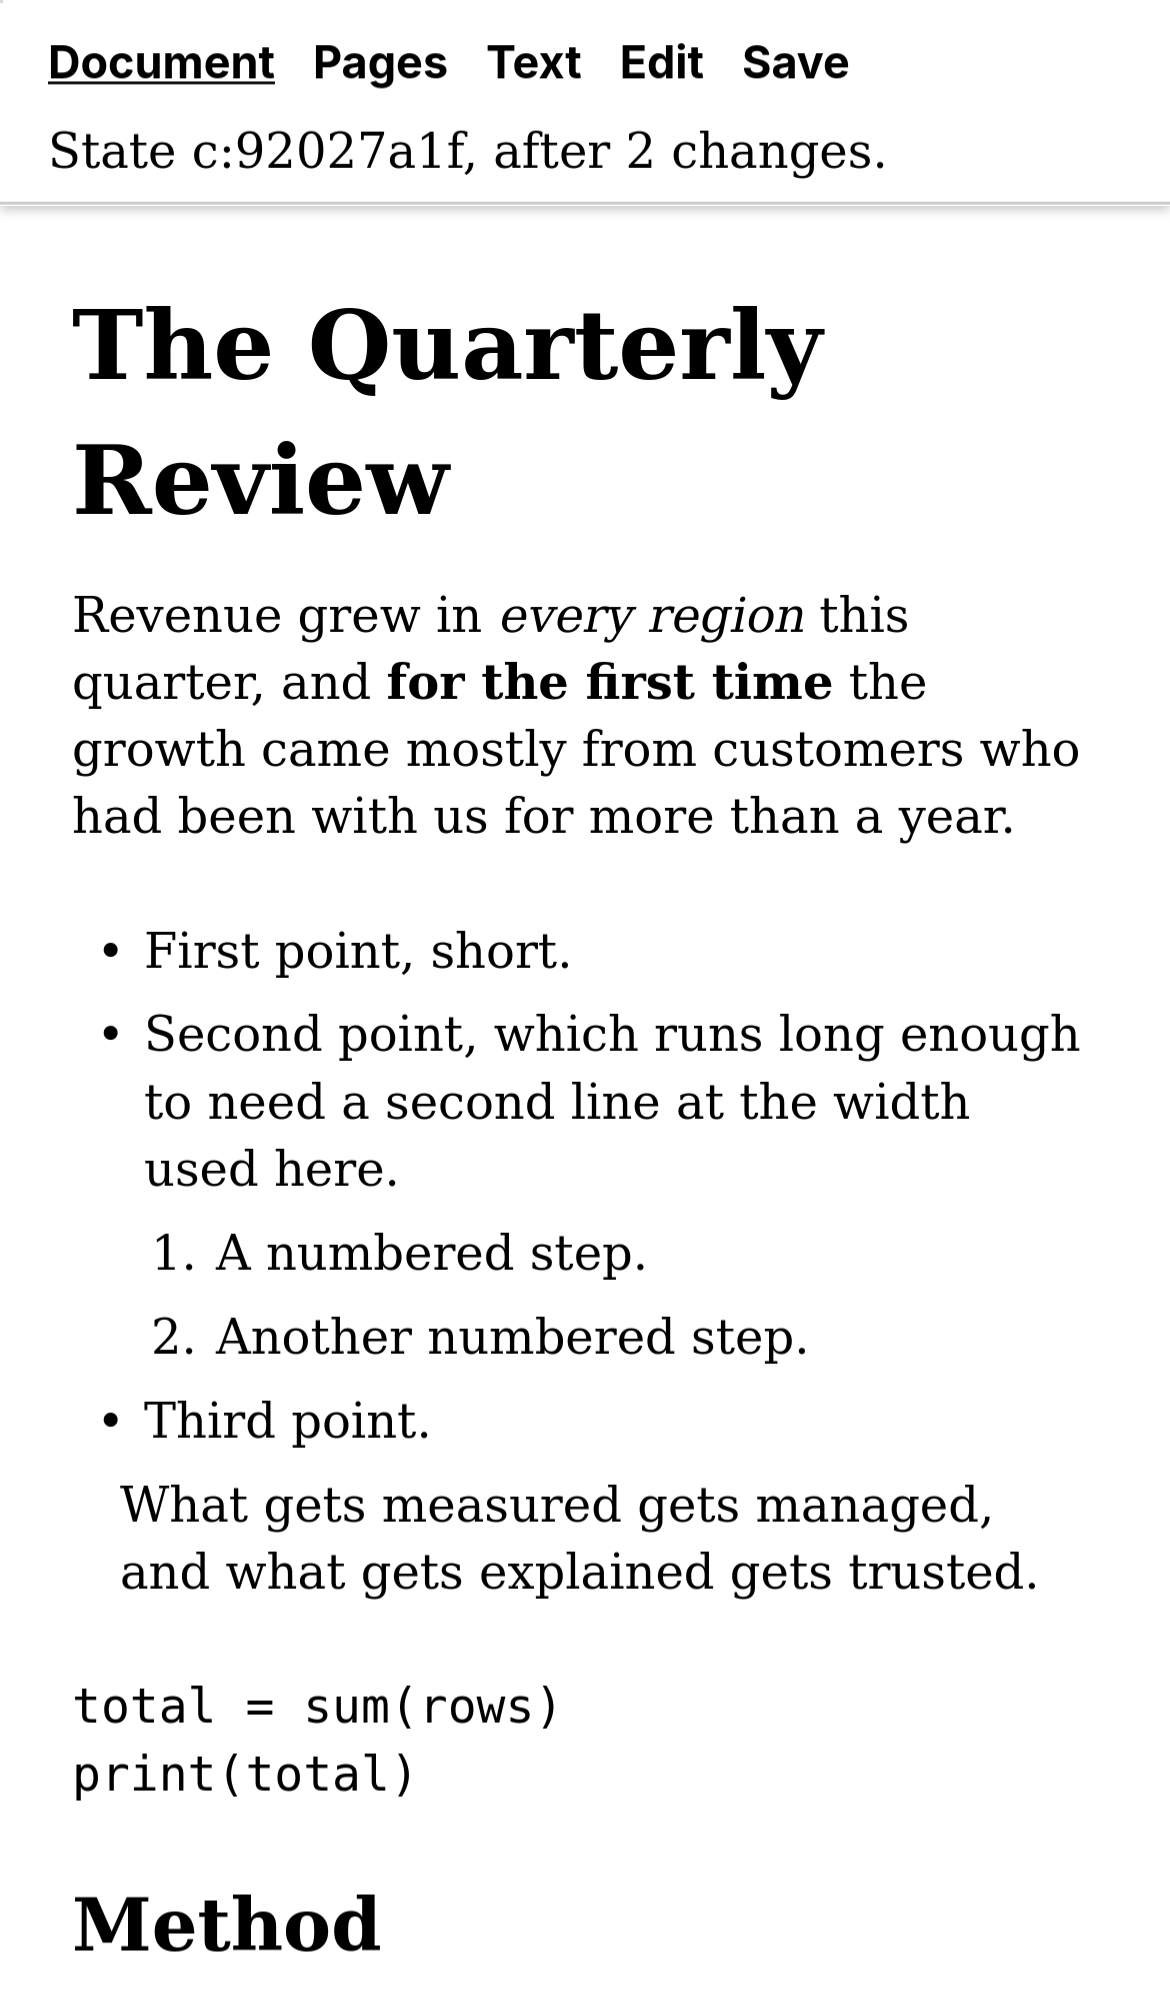 Document Pages Text Edit Save
State c:92027a1f, after 2 changes.
The Quarterly
Review
Revenue grew in every region this
quarter, and for the first time the
growth came mostly from customers who
had been with us for more than a year.
• First point, short.
• Second point, which runs long enough
to need a second line at the width
used here.
1. A numbered step.
2. Another numbered step.
• Third point.
What gets measured gets managed,
and what gets explained gets trusted.
total = sum(rows)
print(total)
Method